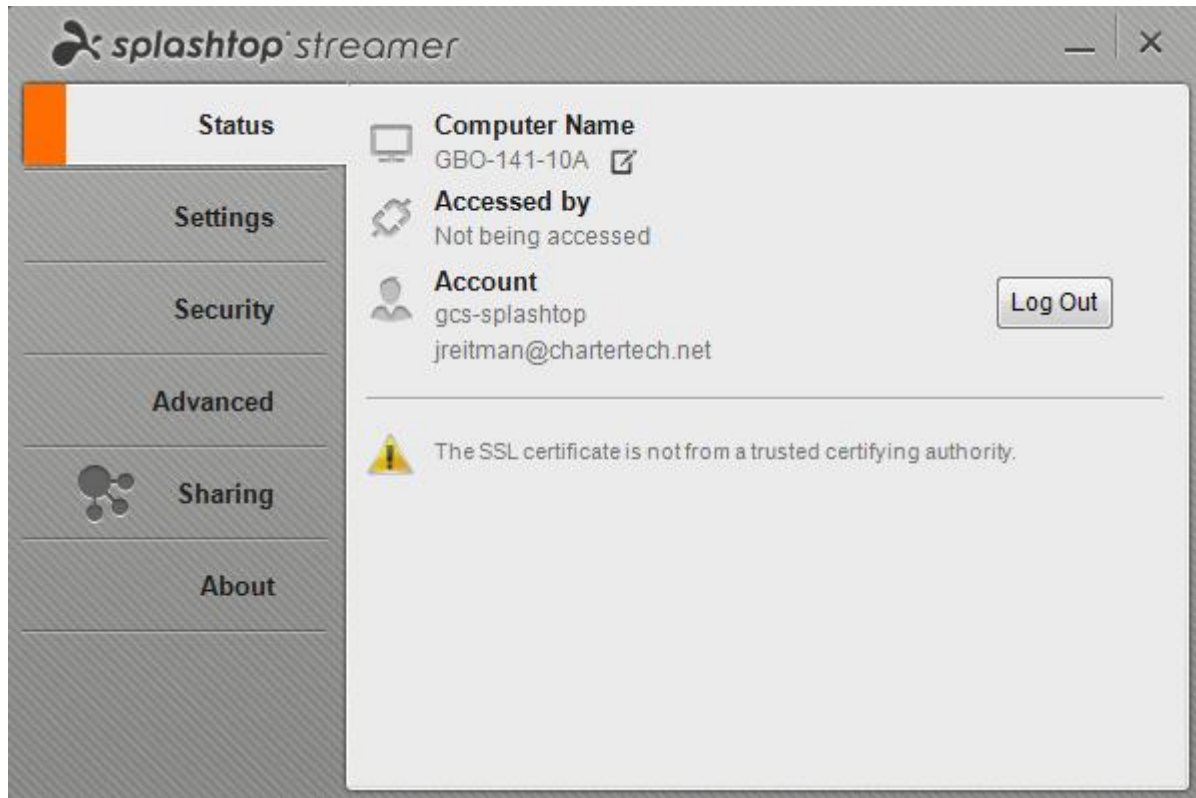 splashtop streamer
Status
Settings
Security
Advanced
Sharing
About
Computer Name
GBO-141-10A
Accessed by
Not being accessed
Account
gcs-splashtop
jreitman@chartertech.net
Log Out
The SSL certificate is not from a trusted certifying authority.